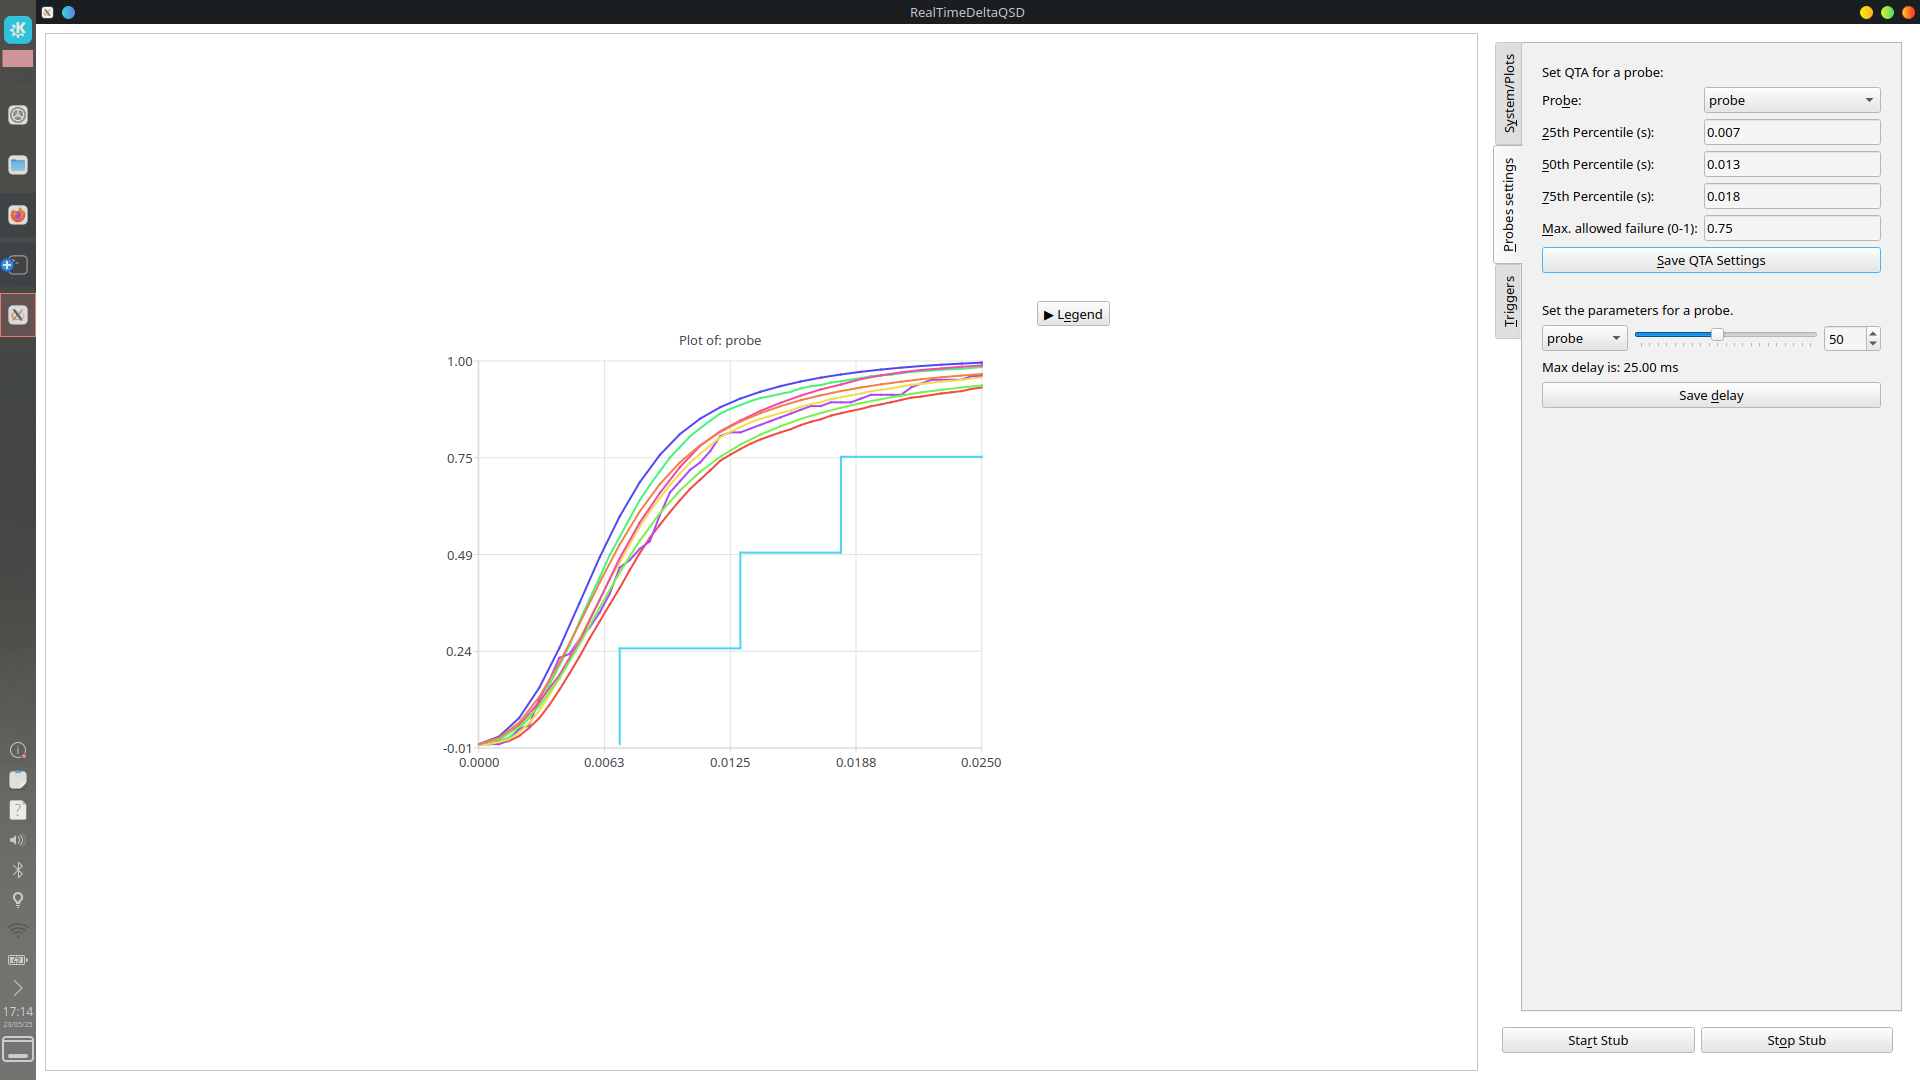 RealTimeDeltaQSD
System/Plots
Probes settings
Triggers
Set QTA for a probe:
Probe: probe
25th Percentile (s): 0.007
50th Percentile (s): 0.013
75th Percentile (s): 0.018
Max. allowed failure (0-1): 0.75
Save QTA Settings
Set the parameters for a probe.
probe 50
Max delay is: 25.00 ms
Save delay
▶ Legend
Plot of: probe
1.00
0.75
0.49
0.24
-0.01
0.0000 0.0063 0.0125 0.0188 0.0250
Start Stub Stop Stub
17:14
23/05/25